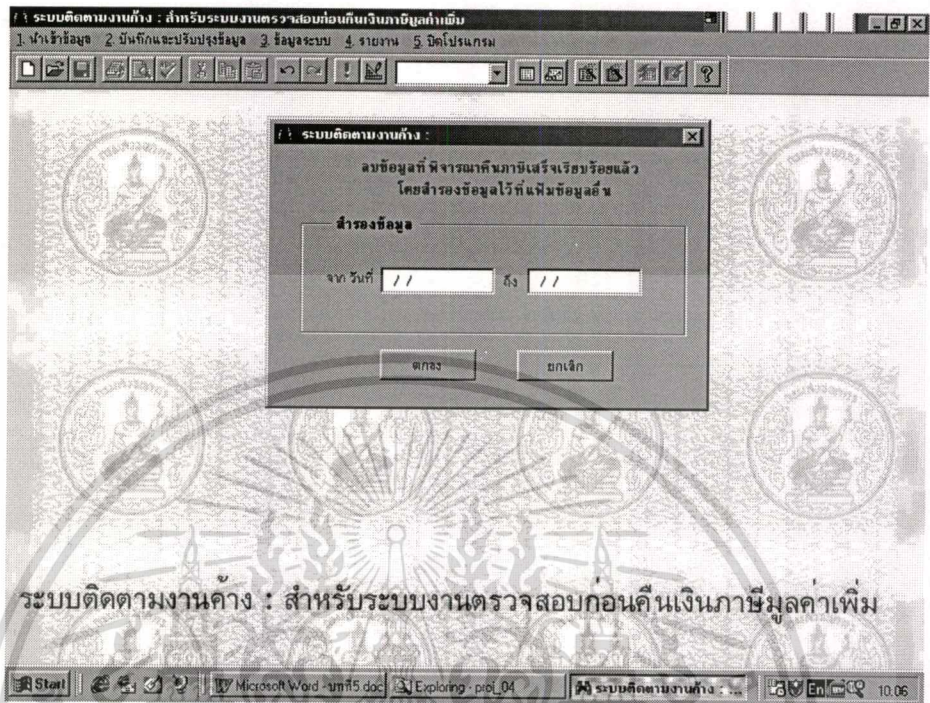 ระบบติดตามงานค้าง : สำหรับระบบงานตรวจสอบก่อนคืนเงินภาษีมูลค่าเพิ่ม
1. นำเข้าข้อมูล 2. บันทึกและปรับปรุงข้อมูล 3. ข้อมูลระบบ 4. รายงาน 5. ปิดโปรแกรม
ระบบติดตามงานค้าง :
ลบข้อมูลที่พิจารณาคืนภาษีเสร็จเรียบร้อยแล้ว
โดยสำรองข้อมูลไว้ที่แฟ้มข้อมูลอื่น
สำรองข้อมูล
จาก วันที่ / / ถึง / /
ตกลง ยกเลิก
ระบบติดตามงานค้าง : สำหรับระบบงานตรวจสอบก่อนคืนเงินภาษีมูลค่าเพิ่ม
Start Microsoft Word - บทที่5.doc Exploring - proj_04 ระบบติดตามงานค้าง : ... En 10:06